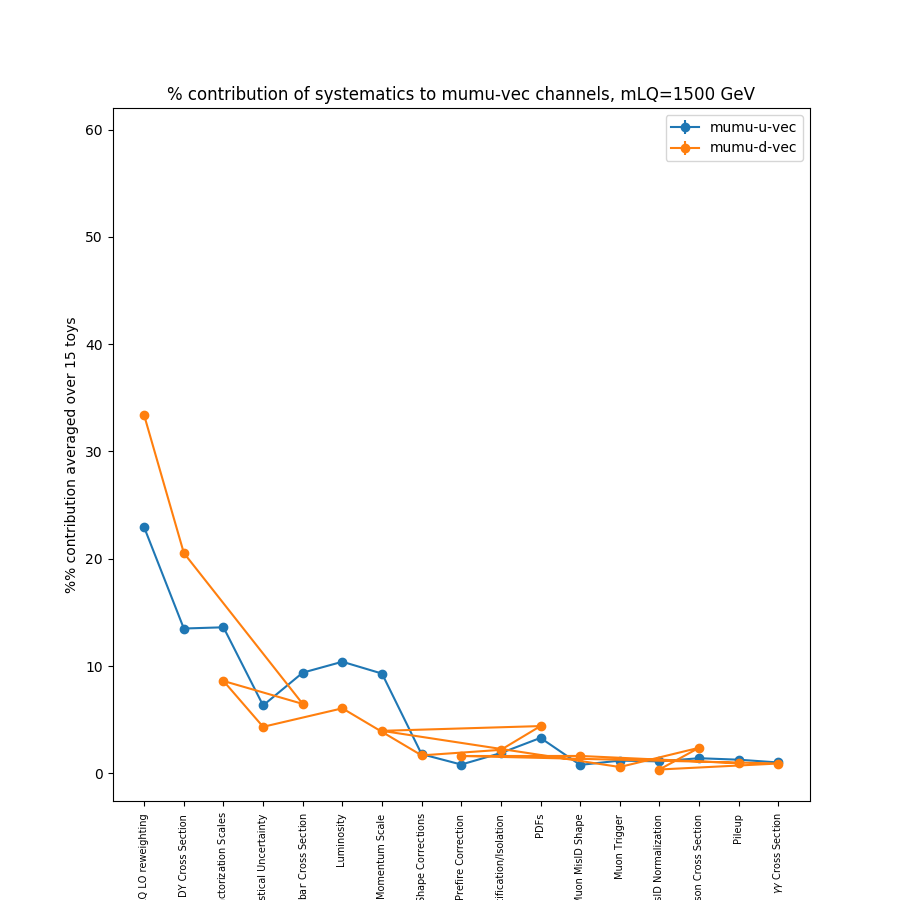 % contribution of systematics to mumu-vec channels, mLQ=1500 GeV
mumu-u-vec
mumu-d-vec
%% contribution averaged over 15 toys
60
50
40
30
20
10
0
Q LO reweighting
DY Cross Section
ctorization Scales
stical Uncertainty
bar Cross Section
Luminosity
Momentum Scale
Shape Corrections
Prefire Correction
tification/Isolation
PDFs
Muon MisID Shape
Muon Trigger
sID Normalization
son Cross Section
Pileup
γγ Cross Section